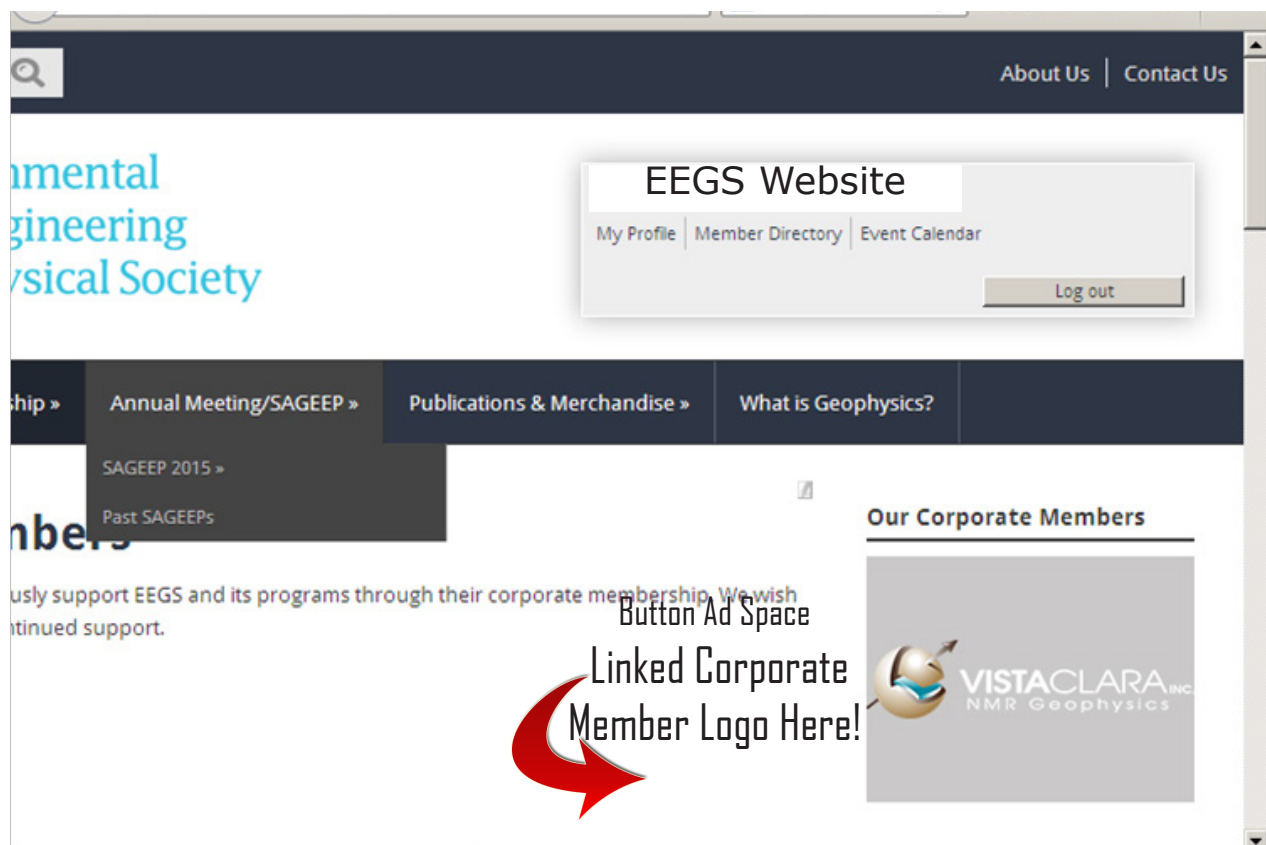 About Us | Contact Us
nmental
gineering
ysical Society
EEGS Website
My Profile | Member Directory | Event Calendar
Log out
ship »
Annual Meeting/SAGEEP »
Publications & Merchandise »
What is Geophysics?
SAGEEP 2015 »
Past SAGEEPs
mbers
Our Corporate Members
usly support EEGS and its programs through their corporate membership. We wish
ntinued support.
Button Ad Space
Linked Corporate
Member Logo Here!
VISTACLARA INC.
NMR Geophysics